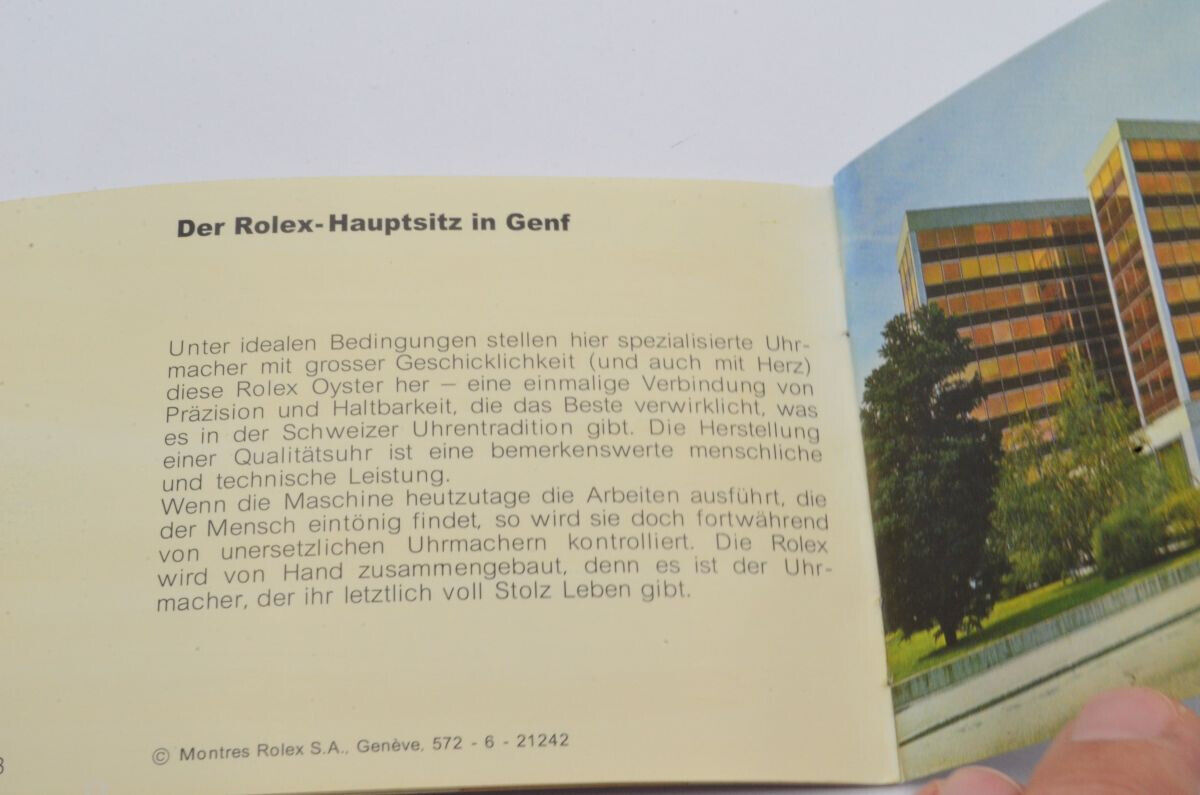 Der Rolex-Hauptsitz in Genf
Unter idealen Bedingungen stellen hier spezialisierte Uhr-
macher mit grosser Geschicklichkeit (und auch mit Herz)
diese Rolex Oyster her – eine einmalige Verbindung von
Präzision und Haltbarkeit, die das Beste verwirklicht, was
es in der Schweizer Uhrentradition gibt. Die Herstellung
einer Qualitätsuhr ist eine bemerkenswerte menschliche
und technische Leistung.
Wenn die Maschine heutzutage die Arbeiten ausführt, die
der Mensch eintönig findet, so wird sie doch fortwährend
von unersetzlichen Uhrmachern kontrolliert. Die Rolex
wird von Hand zusammengebaut, denn es ist der Uhr-
macher, der ihr letztlich voll Stolz Leben gibt.
© Montres Rolex S.A., Genève, 572 - 6 - 21242